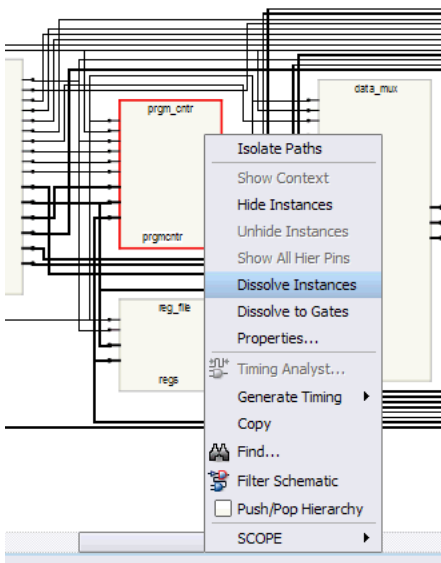 prgm_cntr
data_mux
prgmcntr
reg_file
regs
Isolate Paths
Show Context
Hide Instances
Unhide Instances
Show All Hier Pins
Dissolve Instances
Dissolve to Gates
Properties...
Timing Analyst...
Generate Timing
Copy
Find...
Filter Schematic
Push/Pop Hierarchy
SCOPE